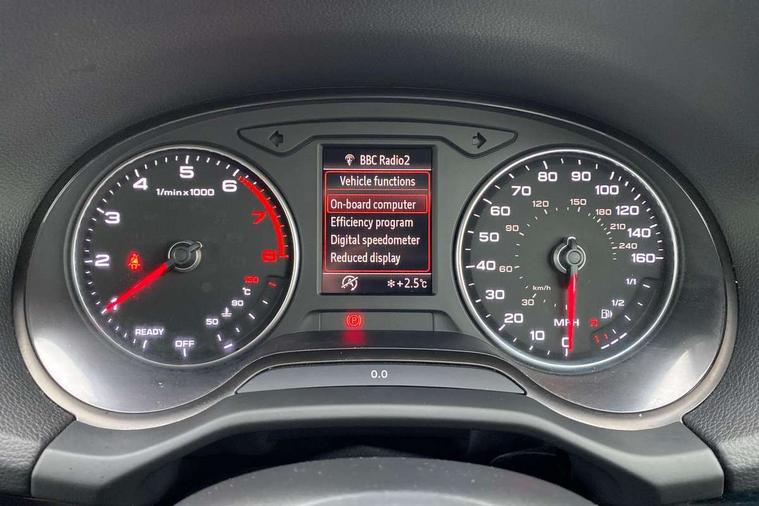 5
4
6
1/min x 1000
3
7
2
8
130
°C
90
50
READY
OFF
BBC Radio2
Vehicle functions
On-board computer
Efficiency program
Digital speedometer
Reduced display
A
✻ +2.5°C
(P)
0.0
80 90 100
70 100
120 150 180
60 120
90 210
50 140
240
40 160
60
km/h 1/1
30 30
1/2
20 MPH
10 0